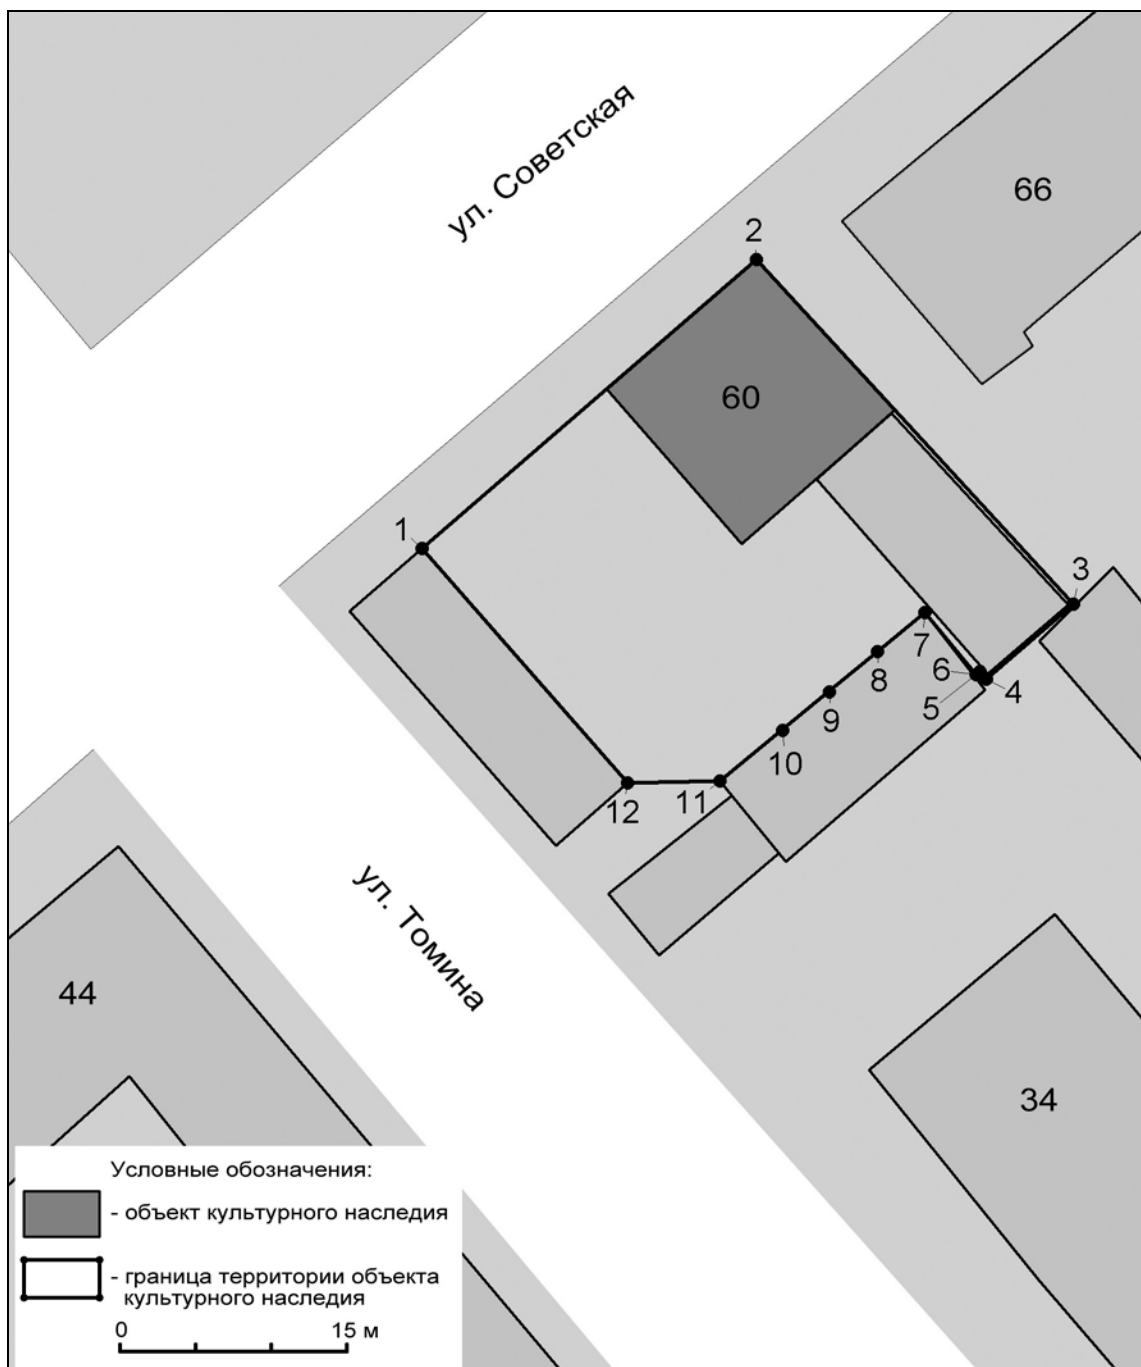 ул. Советская
66
2
60
1
3
7
6
8
4
5
9
10
11
12
ул. Томина
44
34
Условные обозначения:
- объект культурного наследия
- граница территории объекта
культурного наследия
0 15 м